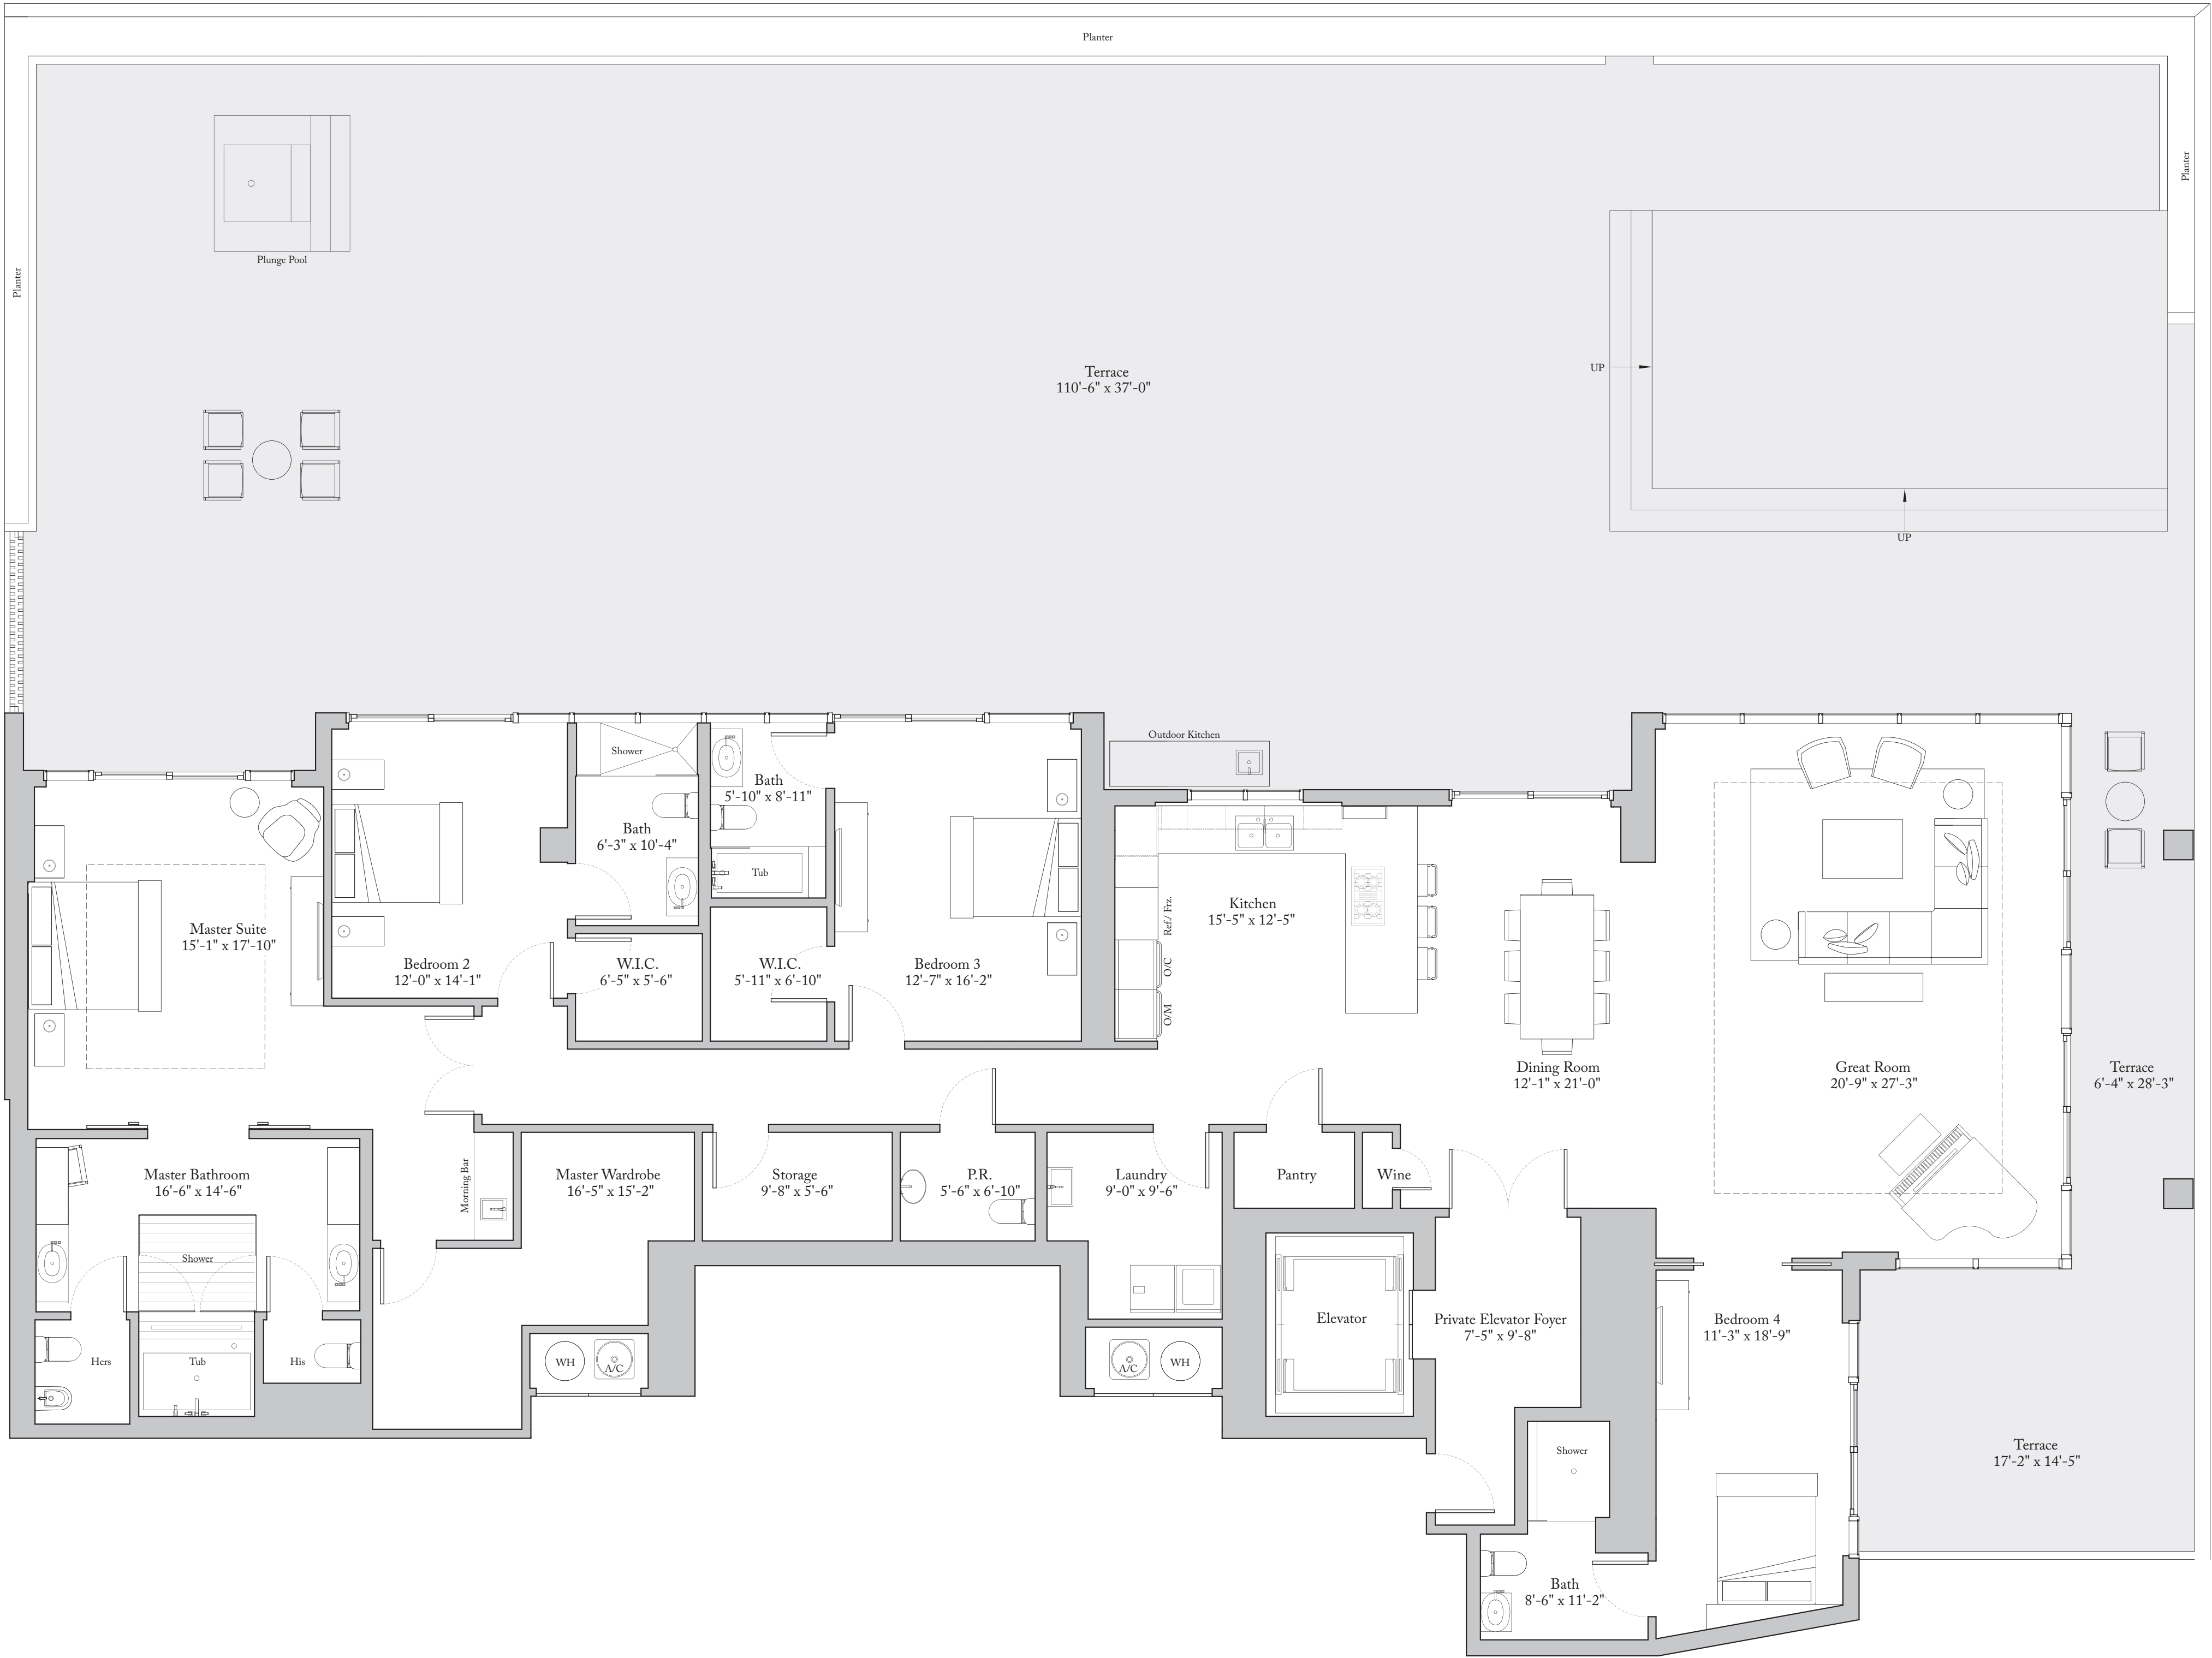 Planter
Planter
Planter
Plunge Pool
Terrace
110'-6" x 37'-0"
UP
UP
Outdoor Kitchen
Shower
Bath
5'-10" x 8'-11"
Bath
6'-3" x 10'-4"
Tub
Master Suite
15'-1" x 17'-10"
Bedroom 2
12'-0" x 14'-1"
W.I.C.
6'-5" x 5'-6"
W.I.C.
5'-11" x 6'-10"
Bedroom 3
12'-7" x 16'-2"
Ref./ Frz.
O/C
O/M
Kitchen
15'-5" x 12'-5"
Dining Room
12'-1" x 21'-0"
Great Room
20'-9" x 27'-3"
Terrace
6'-4" x 28'-3"
Master Bathroom
16'-6" x 14'-6"
Morning Bar
Master Wardrobe
16'-5" x 15'-2"
Storage
9'-8" x 5'-6"
P.R.
5'-6" x 6'-10"
Laundry
9'-0" x 9'-6"
Pantry
Wine
Shower
Hers
Tub
His
WH
A/C
A/C
WH
Elevator
Private Elevator Foyer
7'-5" x 9'-8"
Bedroom 4
11'-3" x 18'-9"
Shower
Terrace
17'-2" x 14'-5"
Bath
8'-6" x 11'-2"